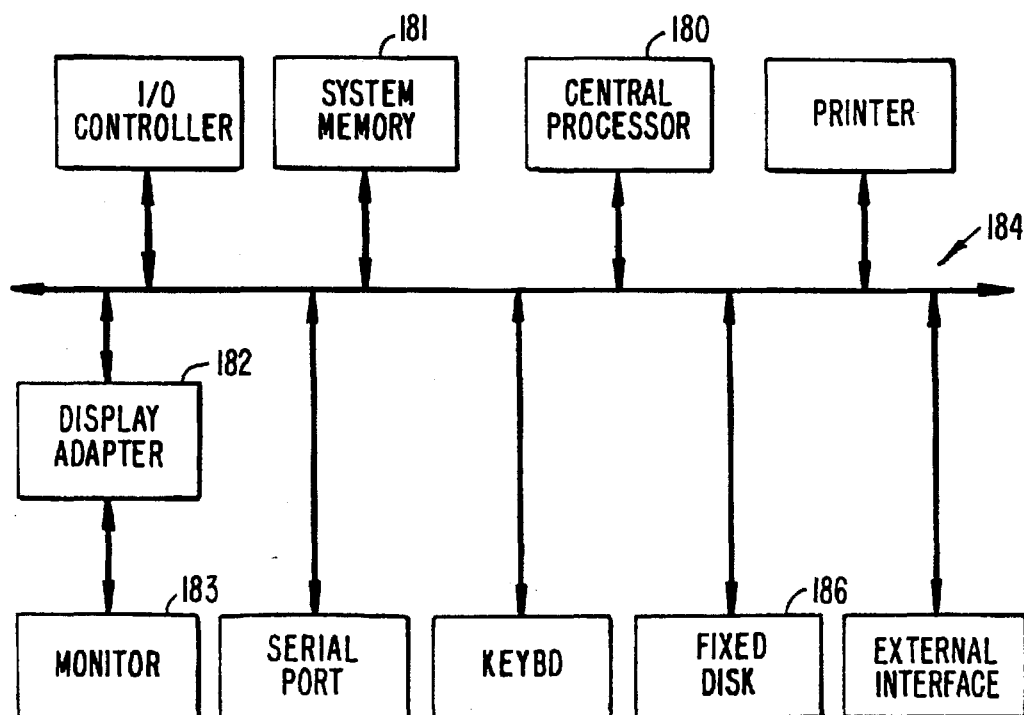 181
180
I/O
CONTROLLER
SYSTEM
MEMORY
CENTRAL
PROCESSOR
PRINTER
184
182
DISPLAY
ADAPTER
183
186
MONITOR
SERIAL
PORT
KEYBD
FIXED
DISK
EXTERNAL
INTERFACE